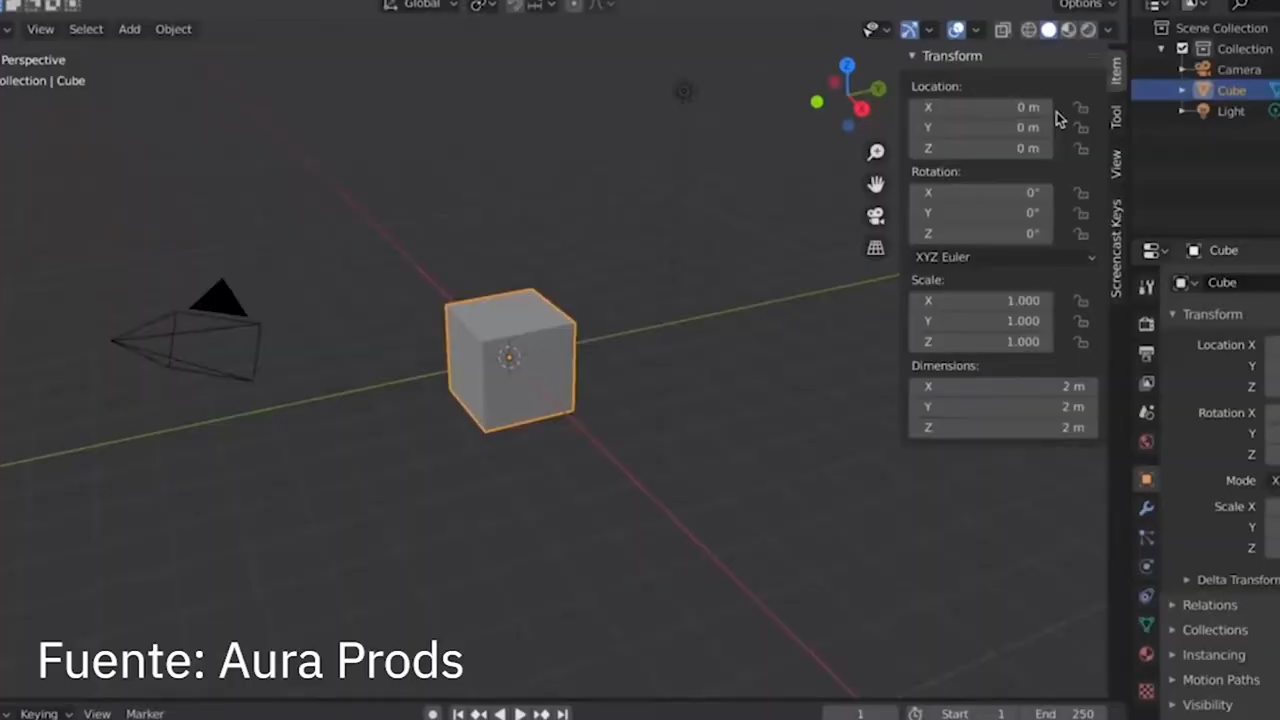 Global
Options
View Select Add Object
Perspective
ollection | Cube
Transform
Location:
X 0 m
Y 0 m
Z 0 m
Rotation:
X 0°
Y 0°
Z 0°
XYZ Euler
Scale:
X 1.000
Y 1.000
Z 1.000
Dimensions:
X 2 m
Y 2 m
Z 2 m
Item
Tool
View
Screencast Keys
Z
Y
X
Scene Collection
Collection
Camera
Cube
Light
Cube
Cube
Transform
Location X
Y
Z
Rotation X
Y
Z
Mode X
Scale X
Y
Z
Delta Transform
Relations
Collections
Instancing
Motion Paths
Visibility
Fuente: Aura Prods
Keying View Marker
1
Start 1 End 250